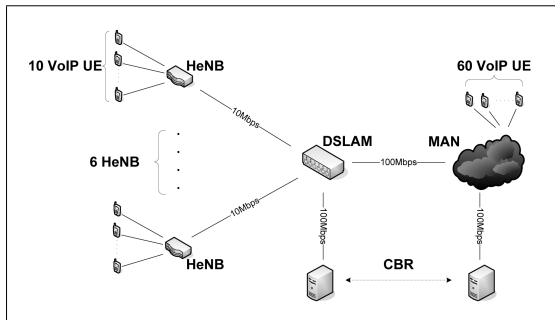 10 VoIP UE
HeNB
60 VoIP UE
10Mbps
DSLAM
MAN
6 HeNB
100Mbps
10Mbps
HeNB
100Mbps
100Mbps
CBR